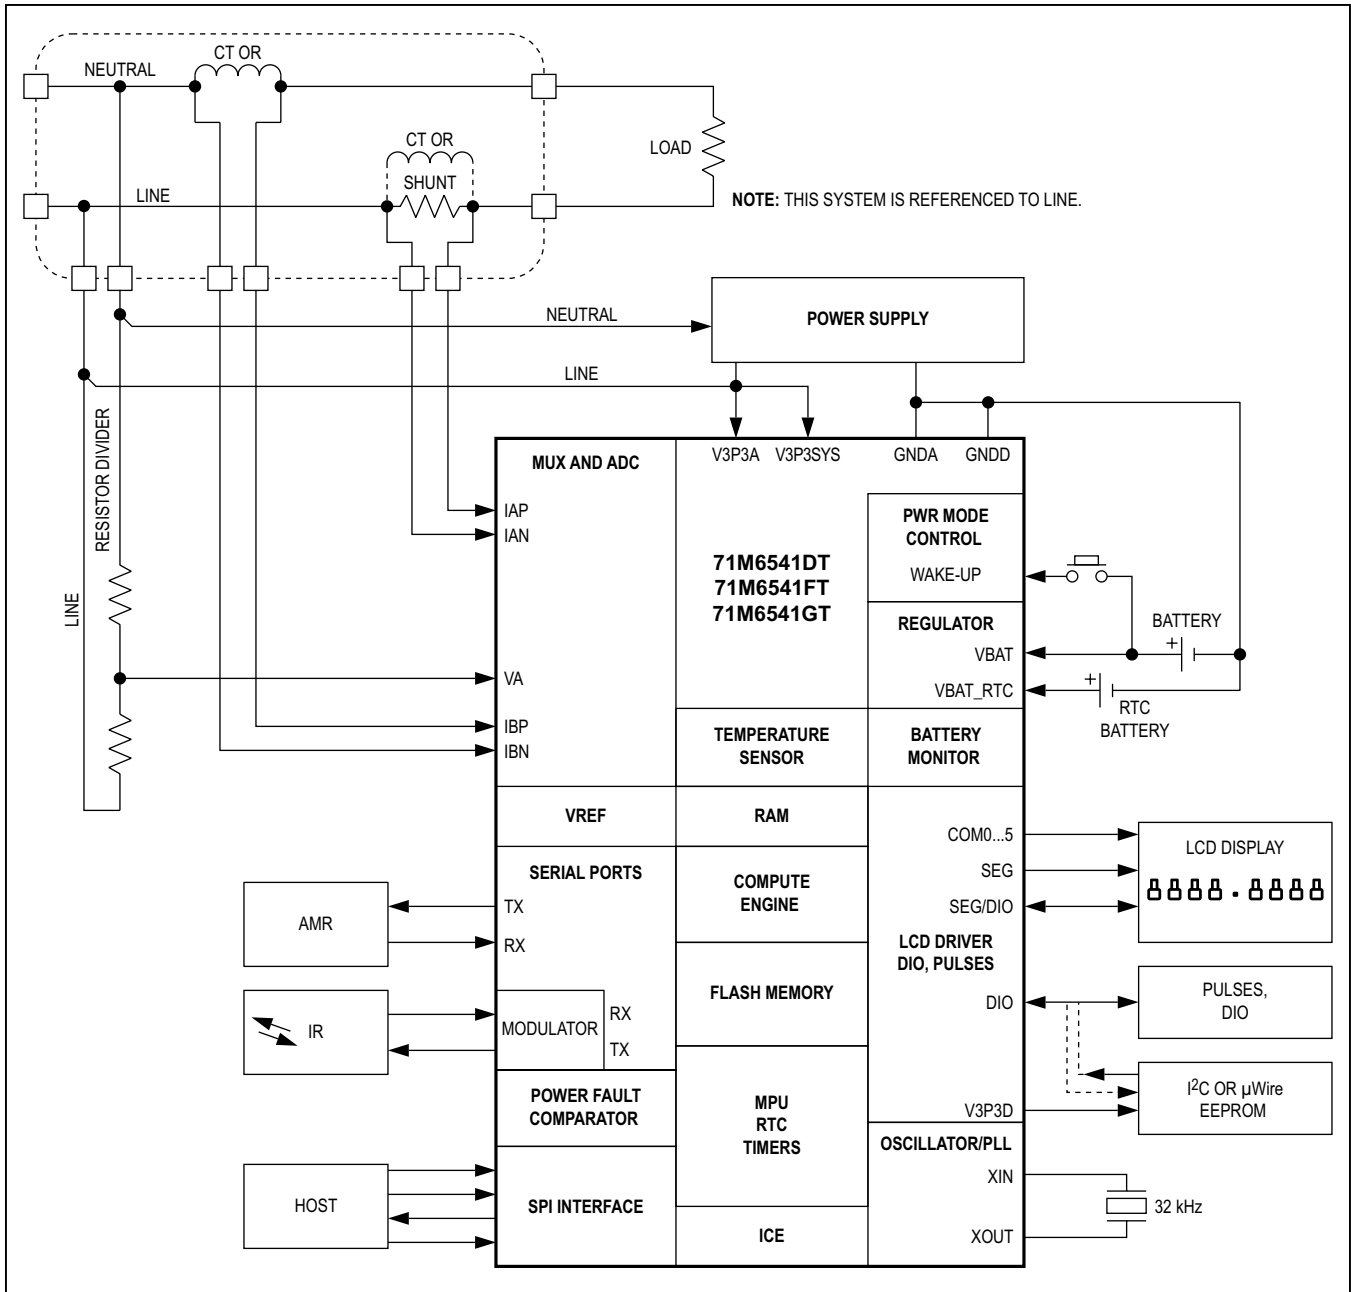 CT OR
NEUTRAL
CT OR
LOAD
SHUNT
LINE
NOTE: THIS SYSTEM IS REFERENCED TO LINE.
NEUTRAL
POWER SUPPLY
LINE
RESISTOR DIVIDER
LINE
MUX AND ADC
V3P3A
V3P3SYS
GNDA
GNDD
IAP
IAN
VA
IBP
IBN
71M6541DT
71M6541FT
71M6541GT
PWR MODE
CONTROL
WAKE-UP
REGULATOR
VBAT
VBAT_RTC
BATTERY
+
+
RTC
BATTERY
TEMPERATURE
SENSOR
BATTERY
MONITOR
VREF
RAM
COM0...5
SEG
SEG/DIO
LCD DISPLAY
8888.8888
SERIAL PORTS
TX
RX
AMR
COMPUTE
ENGINE
LCD DRIVER
DIO, PULSES
FLASH MEMORY
DIO
PULSES,
DIO
IR
MODULATOR
RX
TX
POWER FAULT
COMPARATOR
MPU
RTC
TIMERS
V3P3D
I2C OR µWire
EEPROM
OSCILLATOR/PLL
XIN
XOUT
32 kHz
HOST
SPI INTERFACE
ICE